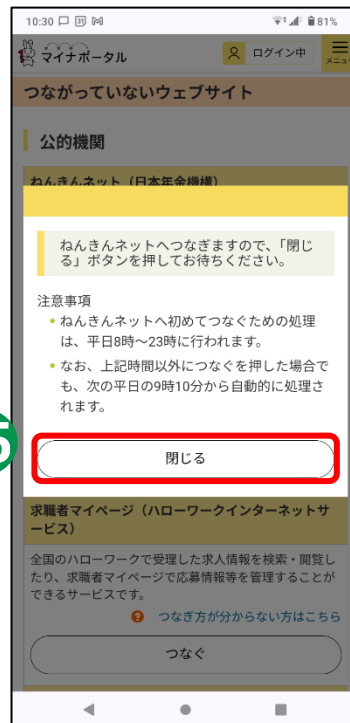 10:30 31 81%
マイナポータル ログイン中 メニュー
つながっていないウェブサイト
公的機関
ねんきんネット（日本年金機構）
ねんきんネットへつなぎますので、「閉じ
る」ボタンを押してお待ちください。
注意事項
• ねんきんネットへ初めてつなぐための処理
は、平日8時～23時に行われます。
• なお、上記時間以外につなぐを押した場合で
も、次の平日の9時10分から自動的に処理さ
れます。
5
閉じる
求職者マイページ（ハローワークインターネットサ
ービス）
全国のハローワークで受理した求人情報を検索・閲覧し
たり、求職者マイページで応募情報等を管理することが
できるサービスです。
? つなぎ方が分からない方はこちら
つなぐ